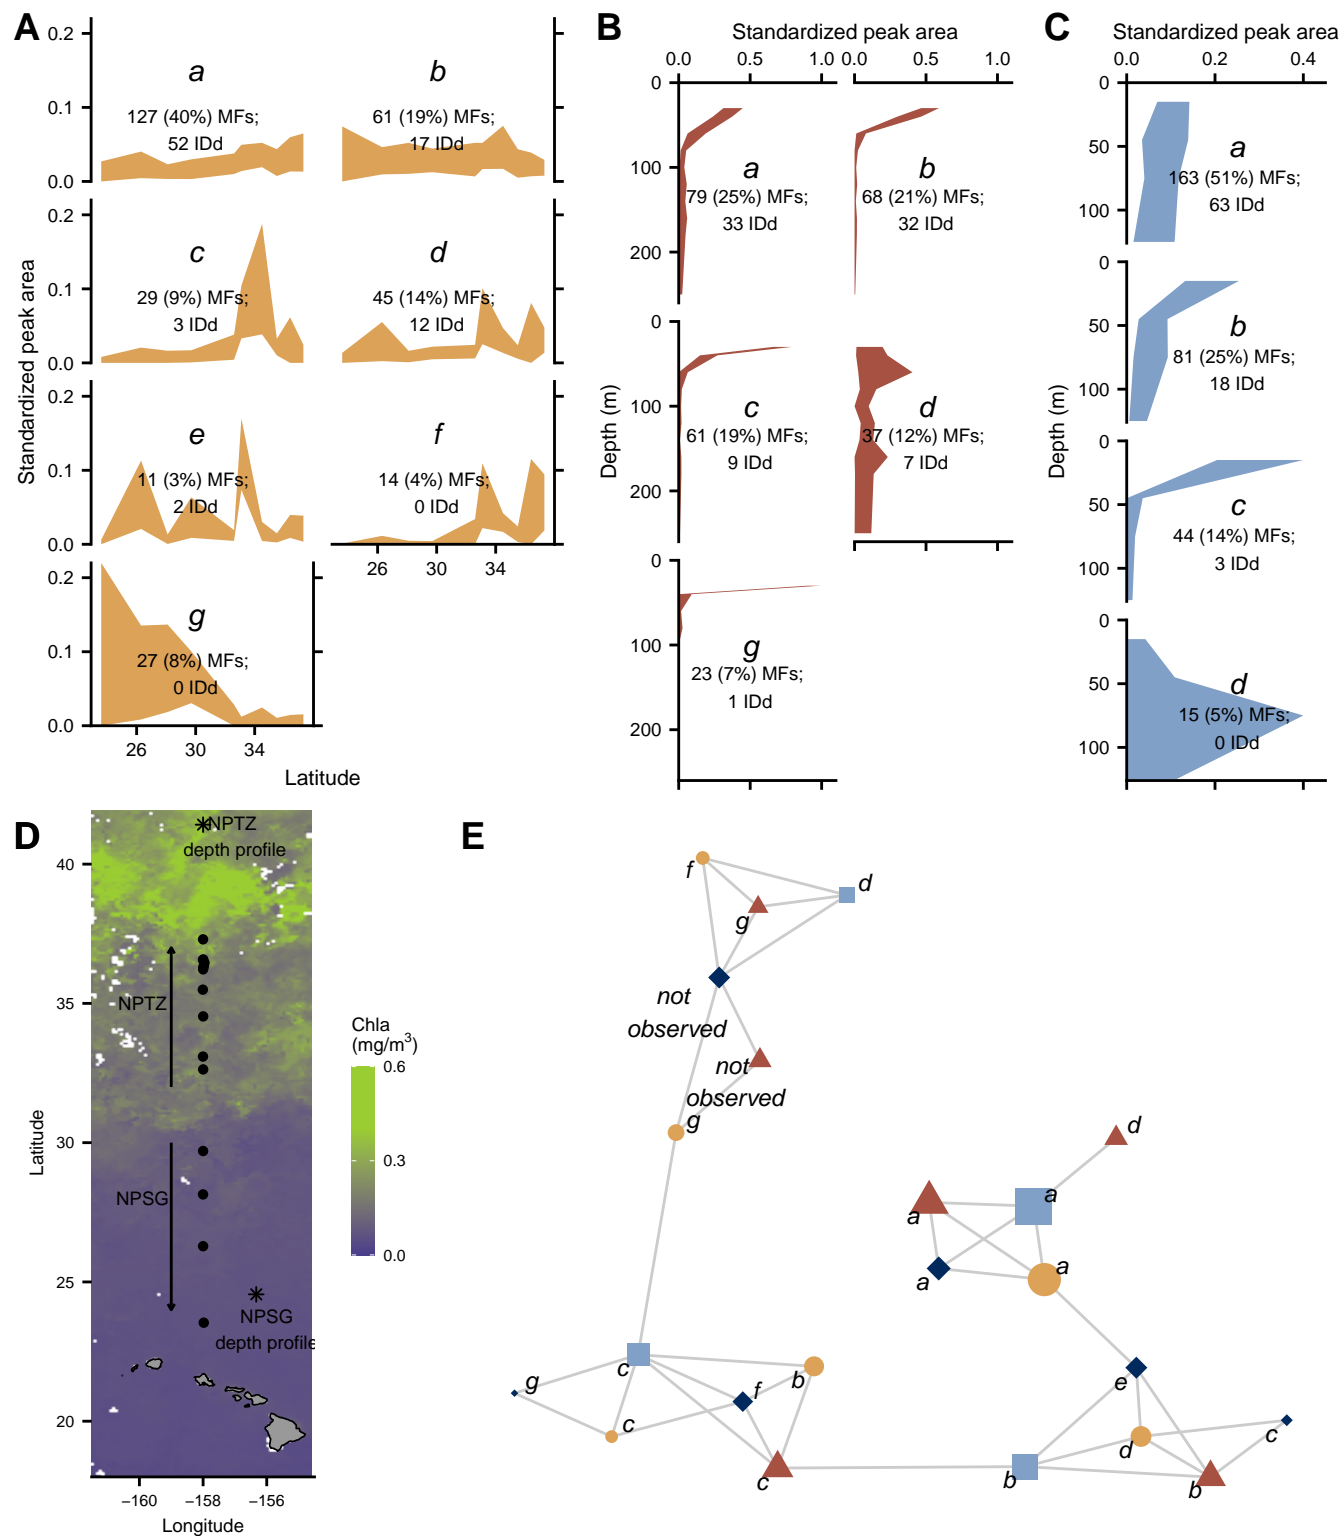 A
0.2
0.1
0.0
a
127 (40%) MFs;
52 IDd
b
61 (19%) MFs;
17 IDd
0.2
0.1
0.0
c
29 (9%) MFs;
3 IDd
d
45 (14%) MFs;
12 IDd
Standardized peak area
0.2
0.1
0.0
e
11 (3%) MFs;
2 IDd
f
14 (4%) MFs;
0 IDd
26 30 34
0.2
0.1
0.0
g
27 (8%) MFs;
0 IDd
26 30 34
Latitude
B
Standardized peak area
0.0 0.5 1.0 0.0 0.5 1.0
0
100
200
a
79 (25%) MFs;
33 IDd
b
68 (21%) MFs;
32 IDd
Depth (m)
0
100
200
c
61 (19%) MFs;
9 IDd
d
37 (12%) MFs;
7 IDd
0
100
200
g
23 (7%) MFs;
1 IDd
C
Standardized peak area
0.0 0.2 0.4
0
50
100
a
163 (51%) MFs;
63 IDd
0
50
100
b
81 (25%) MFs;
18 IDd
Depth (m)
0
50
100
c
44 (14%) MFs;
3 IDd
0
50
100
d
15 (5%) MFs;
0 IDd
D
NPTZ
depth profile
40
35
30
25
20
Latitude
NPTZ
NPSG
NPSG
depth profile
−160 −158 −156
Longitude
Chla
(mg/m³)
0.6
0.3
0.0
E
f
d
g
not
observed
not
observed
g
d
a
a
a
a
c
b
g
f
c
c
e
d
c
b
b